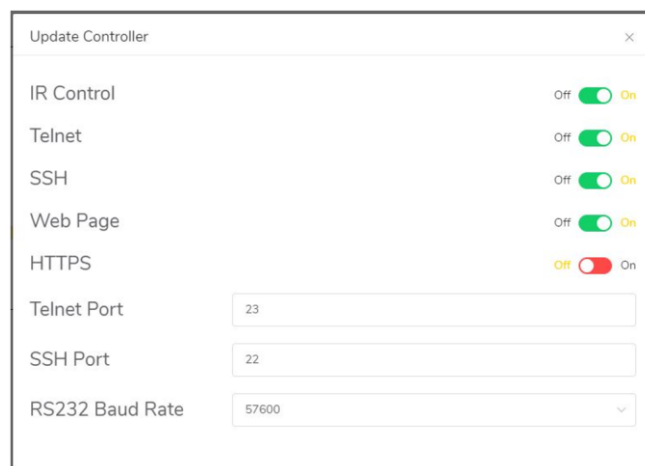 Update Controller ×
IR Control Off On
Telnet Off On
SSH Off On
Web Page Off On
HTTPS Off On
Telnet Port 23
SSH Port 22
RS232 Baud Rate 57600